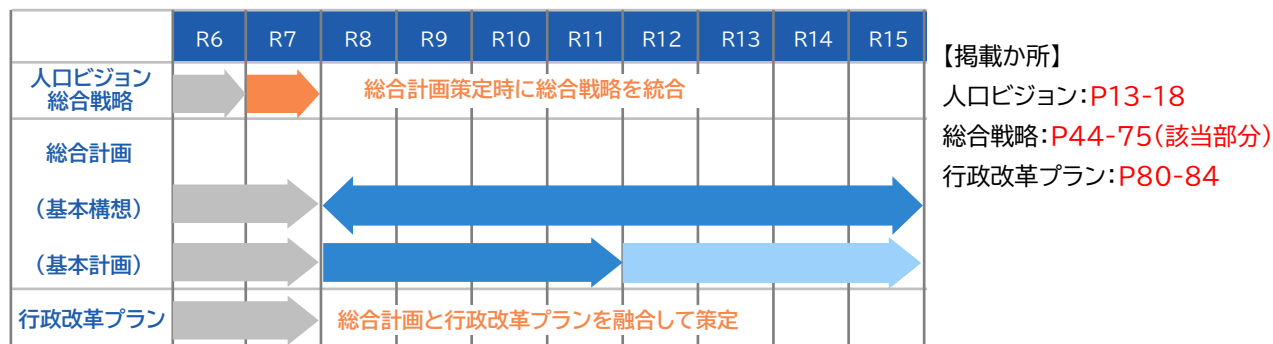 R6 R7 R8 R9 R10 R11 R12 R13 R14 R15
人口ビジョン
総合戦略
総合計画策定時に総合戦略を統合
総合計画
(基本構想)
(基本計画)
行政改革プラン
総合計画と行政改革プランを融合して策定
【掲載か所】
人口ビジョン:P13-18
総合戦略:P44-75(該当部分)
行政改革プラン:P80-84